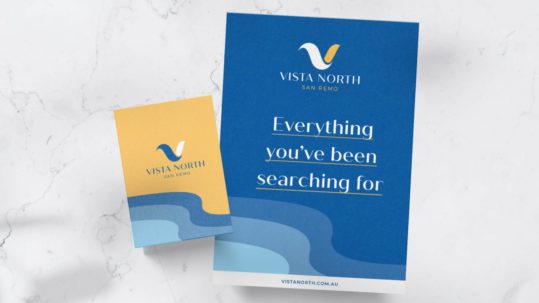 VISTA NORTH
SAN REMO
VISTA NORTH
SAN REMO
Everything
you've been
searching for
VISTANORTH.COM.AU